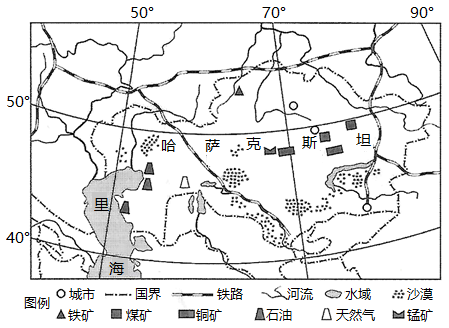 50° 70° 90°
50°
哈 萨 克 斯 坦
里
40°
海
图例 城市 国界 铁路 河流 水域 沙漠
铁矿 煤矿 铜矿 石油 天然气 锰矿